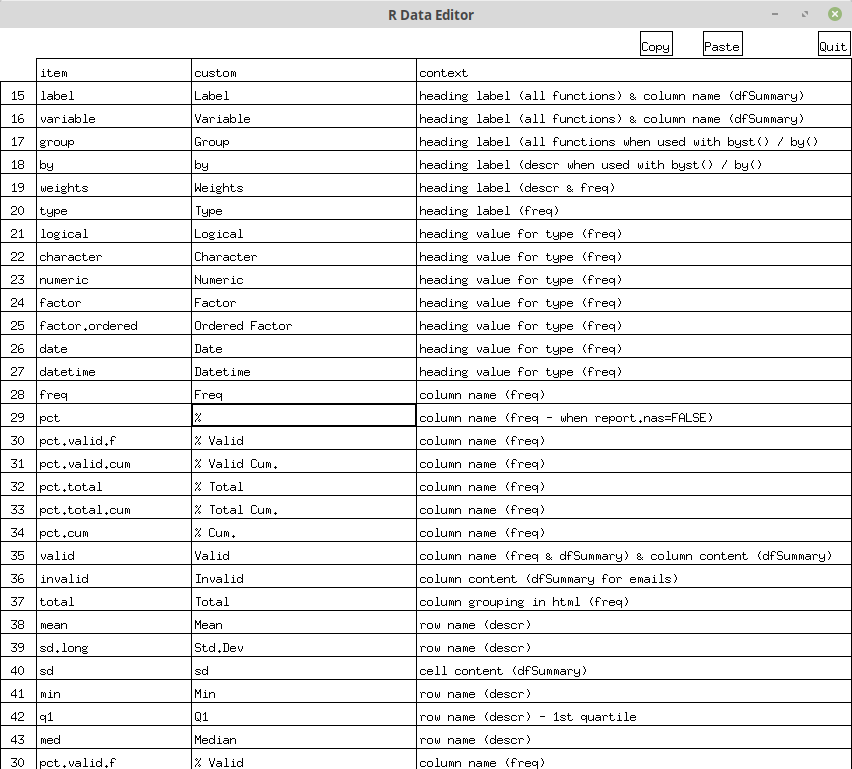 R Data Editor
Copy Paste Quit
item custom context
15 label Label heading label (all functions) & column name (dfSummary)
16 variable Variable heading label (all functions) & column name (dfSummary)
17 group Group heading label (all functions when used with byst() / by()
18 by by heading label (descr when used with byst() / by()
19 weights Weights heading label (descr & freq)
20 type Type heading label (freq)
21 logical Logical heading value for type (freq)
22 character Character heading value for type (freq)
23 numeric Numeric heading value for type (freq)
24 factor Factor heading value for type (freq)
25 factor.ordered Ordered Factor heading value for type (freq)
26 date Date heading value for type (freq)
27 datetime Datetime heading value for type (freq)
28 freq Freq column name (freq)
29 pct % column name (freq - when report.nas=FALSE)
30 pct.valid.f % Valid column name (freq)
31 pct.valid.cum % Valid Cum. column name (freq)
32 pct.total % Total column name (freq)
33 pct.total.cum % Total Cum. column name (freq)
34 pct.cum % Cum. column name (freq)
35 valid Valid column name (freq & dfSummary) & column content (dfSummary)
36 invalid Invalid column content (dfSummary for emails)
37 total Total column grouping in html (freq)
38 mean Mean row name (descr)
39 sd.long Std.Dev row name (descr)
40 sd sd cell content (dfSummary)
41 min Min row name (descr)
42 q1 Q1 row name (descr) - 1st quartile
43 med Median row name (descr)
30 pct.valid.f % Valid column name (freq)